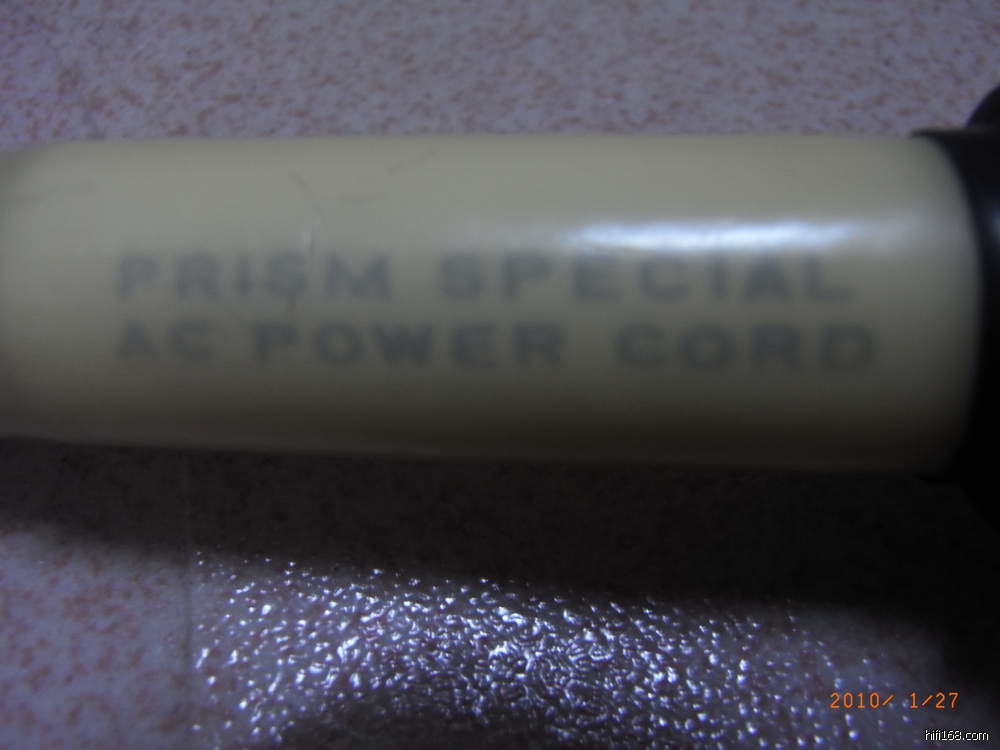 PRISM SPECIAL
AC POWER CORD
2010/ 1/27
hifi168.com